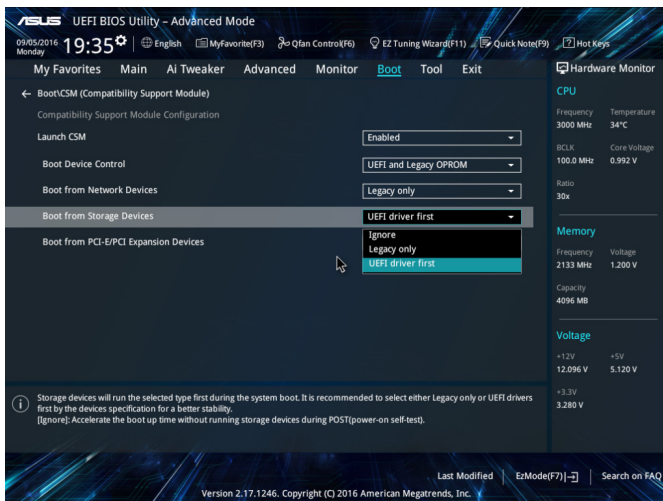 ASUS UEFI BIOS Utility – Advanced Mode
09/05/2016 Monday 19:35 English MyFavorite(F3) Qfan Control(F6) EZ Tuning Wizard(F11) Quick Note(F9) ? Hot Keys
My Favorites Main Ai Tweaker Advanced Monitor Boot Tool Exit
← Boot\CSM (Compatibility Support Module)
Compatibility Support Module Configuration
Launch CSM Enabled
Boot Device Control UEFI and Legacy OPROM
Boot from Network Devices Legacy only
Boot from Storage Devices UEFI driver first
Ignore
Legacy only
UEFI driver first
Boot from PCI-E/PCI Expansion Devices
Storage devices will run the selected type first during the system boot. It is recommended to select either Legacy only or UEFI drivers
first by the devices specification for a better stability.
[Ignore]: Accelerate the boot up time without running storage devices during POST(power-on self-test).
Hardware Monitor
CPU
Frequency Temperature
3000 MHz 34°C
BCLK Core Voltage
100.0 MHz 0.992 V
Ratio
30x
Memory
Frequency Voltage
2133 MHz 1.200 V
Capacity
4096 MB
Voltage
+12V +5V
12.096 V 5.120 V
+3.3V
3.280 V
Last Modified EzMode(F7) Search on FAQ
Version 2.17.1246. Copyright (C) 2016 American Megatrends, Inc.